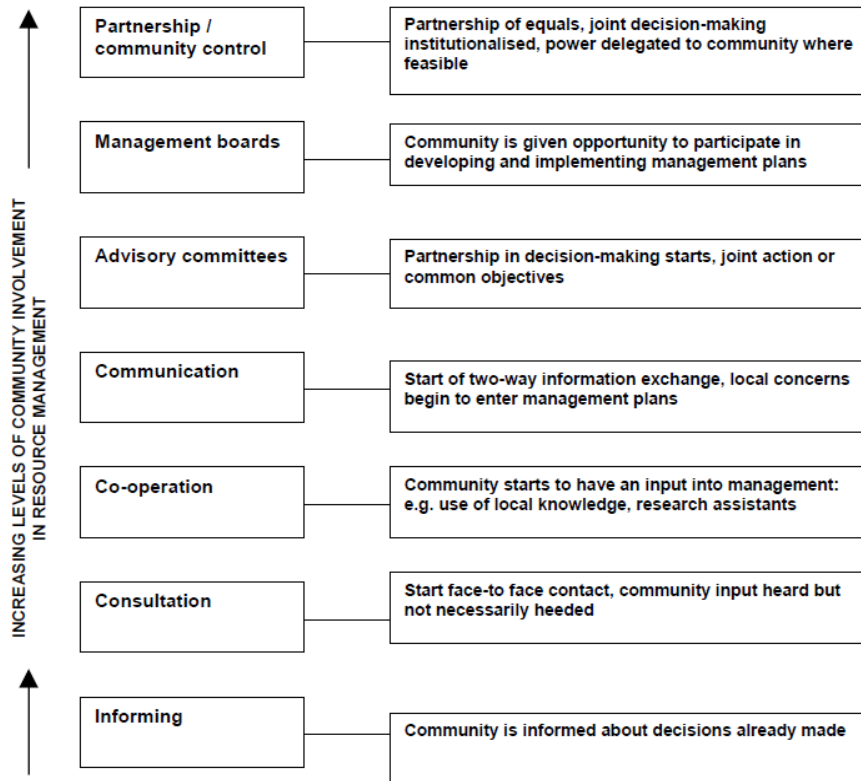 Partnership /
community control
Partnership of equals, joint decision-making
institutionalised, power delegated to community where
feasible
Management boards
Community is given opportunity to participate in
developing and implementing management plans
Advisory committees
Partnership in decision-making starts, joint action or
common objectives
Communication
Start of two-way information exchange, local concerns
begin to enter management plans
Co-operation
Community starts to have an input into management:
e.g. use of local knowledge, research assistants
Consultation
Start face-to face contact, community input heard but
not necessarily heeded
Informing
Community is informed about decisions already made
INCREASING LEVELS OF COMMUNITY INVOLVEMENT
IN RESOURCE MANAGEMENT